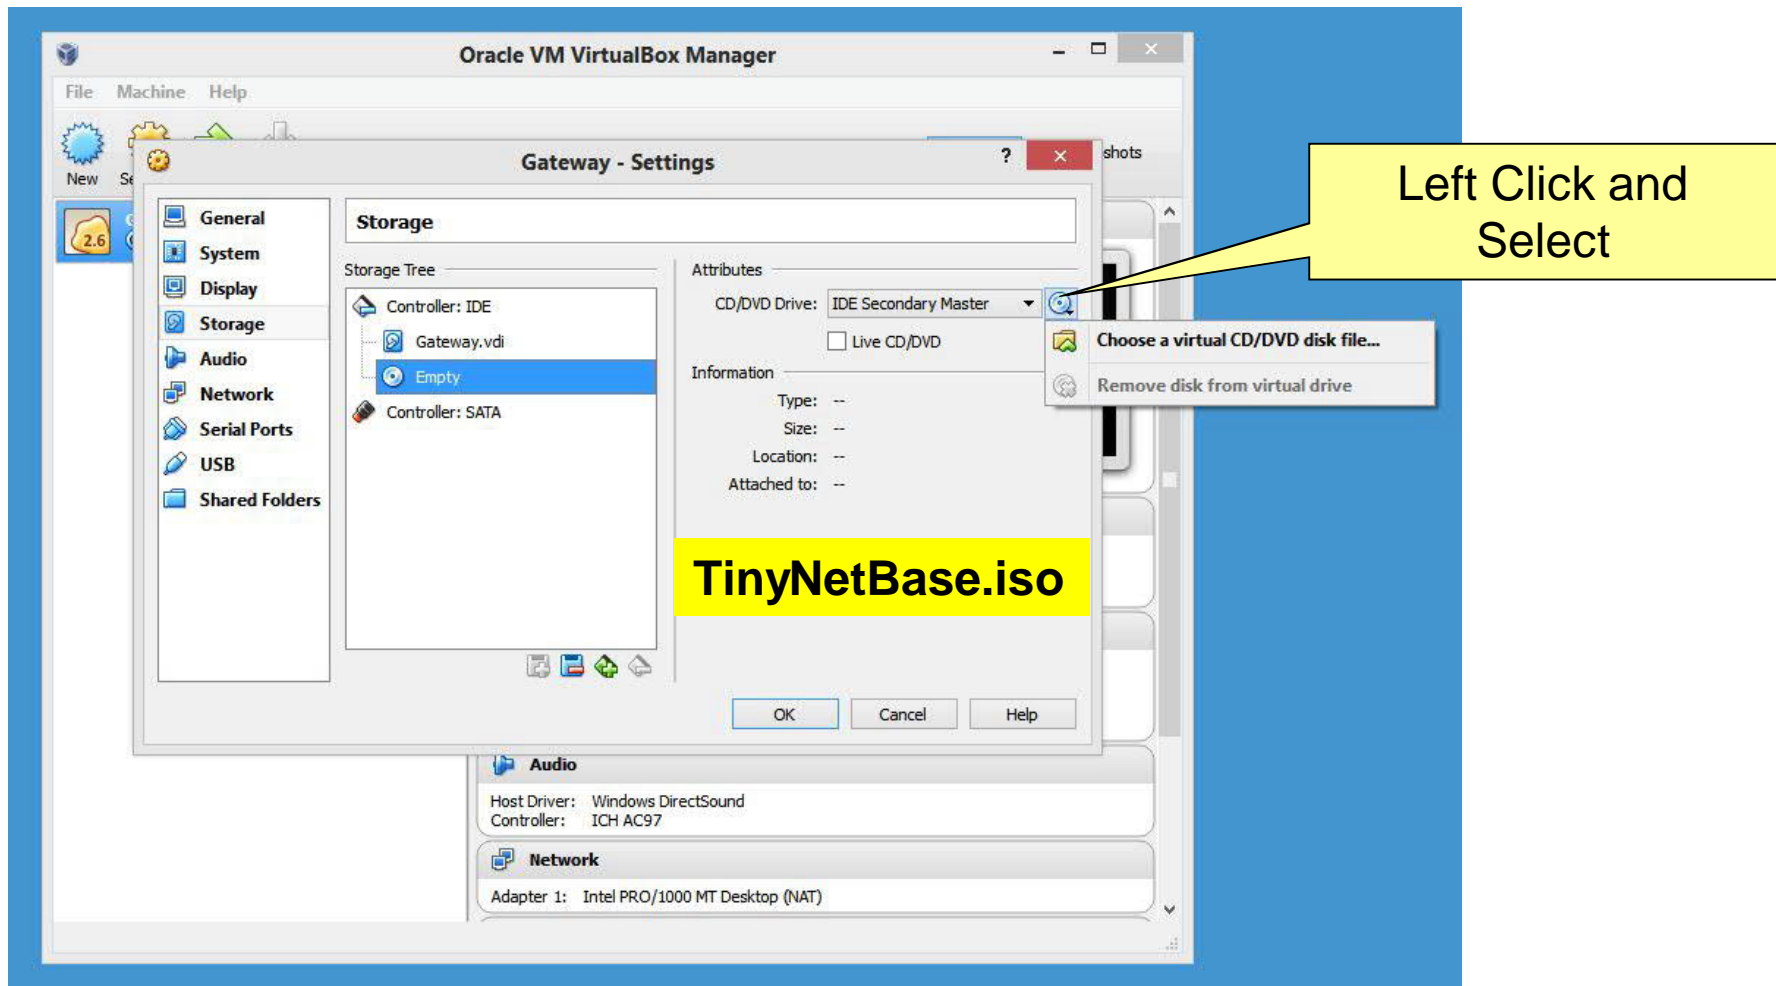 Oracle VM VirtualBox Manager
File Machine Help
New
shots
2.6
Gateway - Settings
?
General
System
Display
Storage
Audio
Network
Serial Ports
USB
Shared Folders
Storage
Storage Tree
Controller: IDE
Gateway.vdi
Empty
Controller: SATA
Attributes
CD/DVD Drive: IDE Secondary Master
Live CD/DVD
Information
Type: --
Size: --
Location: --
Attached to: --
Choose a virtual CD/DVD disk file...
Remove disk from virtual drive
Left Click and
Select
TinyNetBase.iso
OK Cancel Help
Audio
Host Driver: Windows DirectSound
Controller: ICH AC97
Network
Adapter 1: Intel PRO/1000 MT Desktop (NAT)